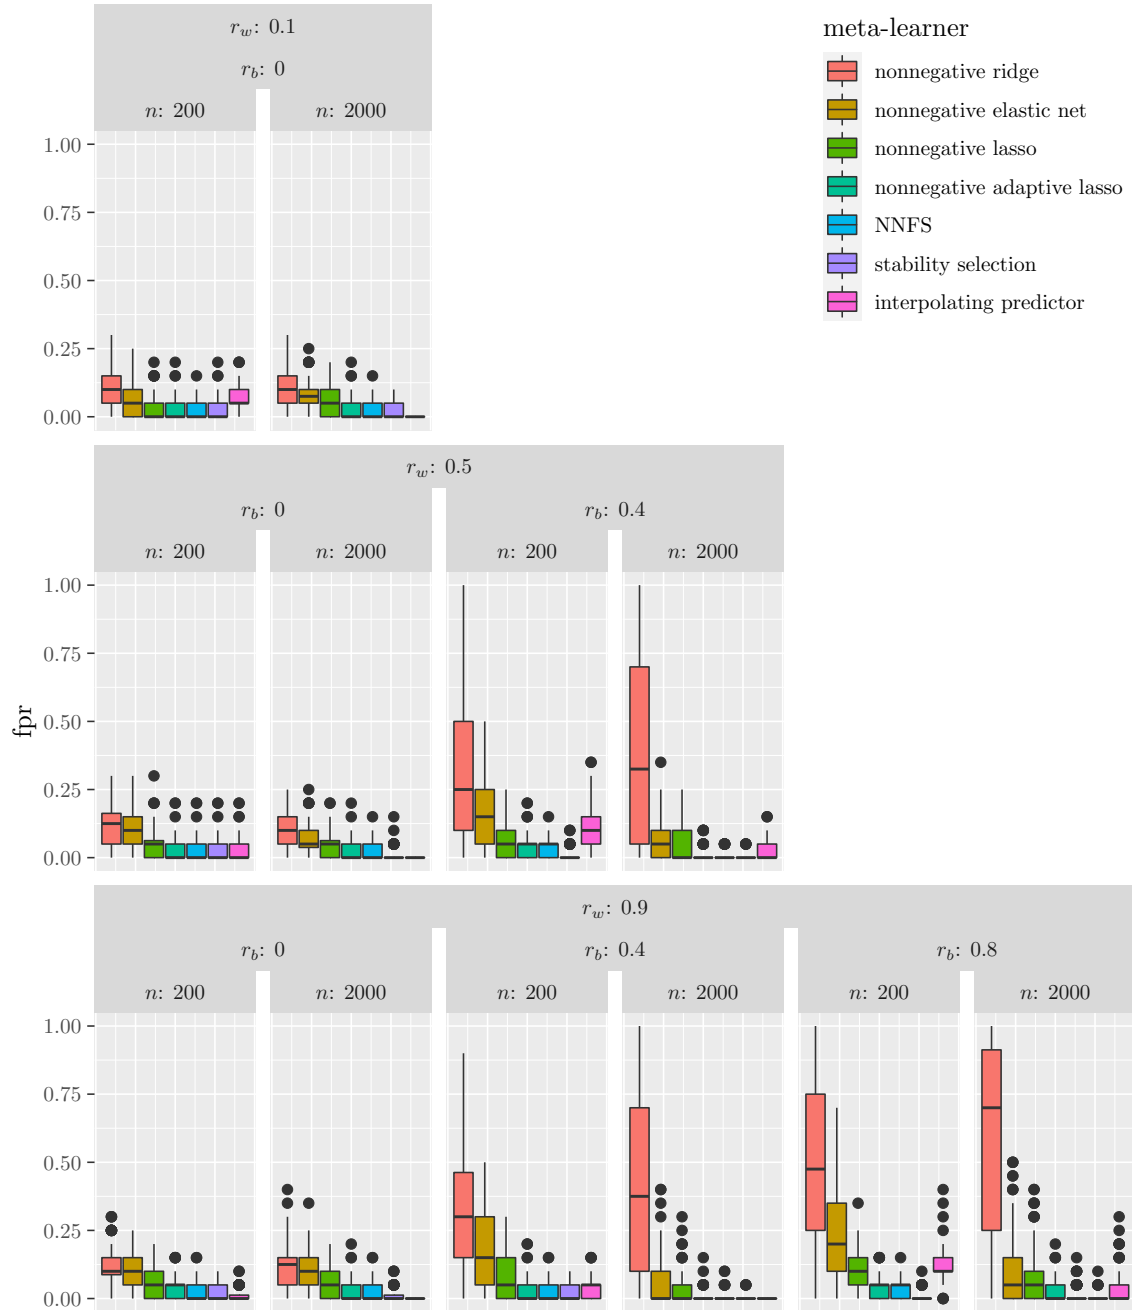 r_w: 0.1
r_b: 0
n: 200
n: 2000
1.00
0.75
0.50
0.25
0.00
meta-learner
nonnegative ridge
nonnegative elastic net
nonnegative lasso
nonnegative adaptive lasso
NNFS
stability selection
interpolating predictor
r_w: 0.5
r_b: 0
r_b: 0.4
n: 200
n: 2000
n: 200
n: 2000
1.00
0.75
0.50
0.25
0.00
fpr
r_w: 0.9
r_b: 0
r_b: 0.4
r_b: 0.8
n: 200
n: 2000
n: 200
n: 2000
n: 200
n: 2000
1.00
0.75
0.50
0.25
0.00